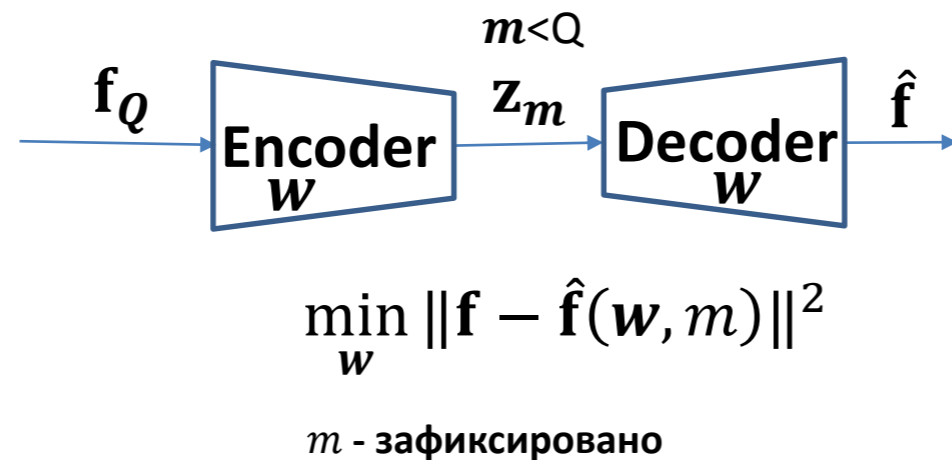 m<Q
f_Q
Encoder
w
z_m
Decoder
w
f̂
min_w ‖f − f̂(w, m)‖²
m - зафиксировано